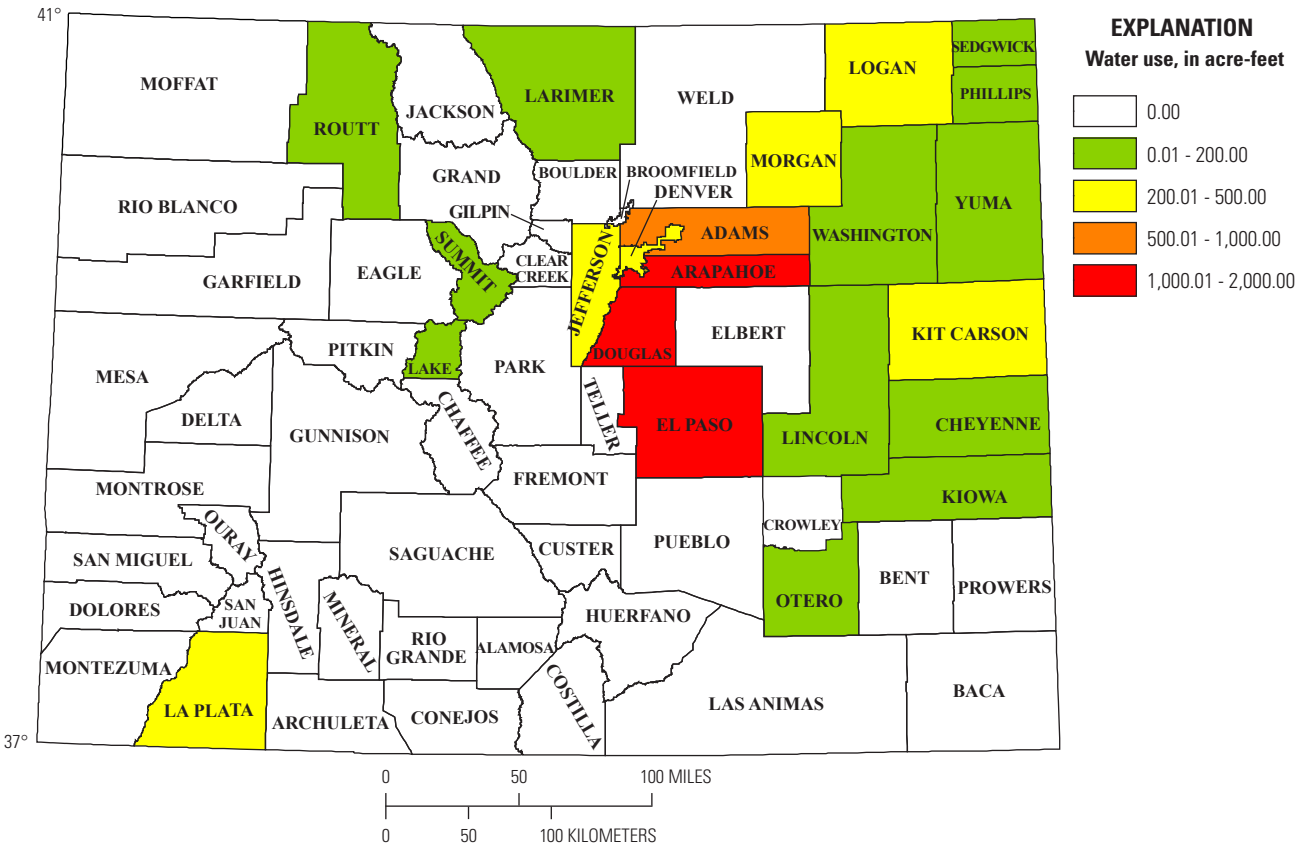 41°
EXPLANATION
Water use, in acre-feet
0.00
0.01 - 200.00
200.01 - 500.00
500.01 - 1,000.00
1,000.01 - 2,000.00
MOFFAT
ROUTT
JACKSON
LARIMER
WELD
LOGAN
SEDGWICK
PHILLIPS
MORGAN
GRAND
BOULDER
BROOMFIELD
DENVER
RIO BLANCO
GILPIN
YUMA
WASHINGTON
ADAMS
SUMMIT
CLEAR
CREEK
JEFFERSON
ARAPAHOE
EAGLE
GARFIELD
ELBERT
KIT CARSON
PITKIN
LAKE
PARK
DOUGLAS
MESA
DELTA
GUNNISON
CHAFFEE
TELLER
EL PASO
LINCOLN
CHEYENNE
FREMONT
MONTROSE
KIOWA
OURAY
CROWLEY
SAN MIGUEL
SAGUACHE
CUSTER
PUEBLO
BENT
PROWERS
HINSDALE
MINERAL
DOLORES
SAN
JUAN
OTERO
HUERFANO
RIO
GRANDE
ALAMOSA
MONTEZUMA
COSTILLA
LA PLATA
ARCHULETA
CONEJOS
LAS ANIMAS
BACA
37°
0 50 100 MILES
0 50 100 KILOMETERS